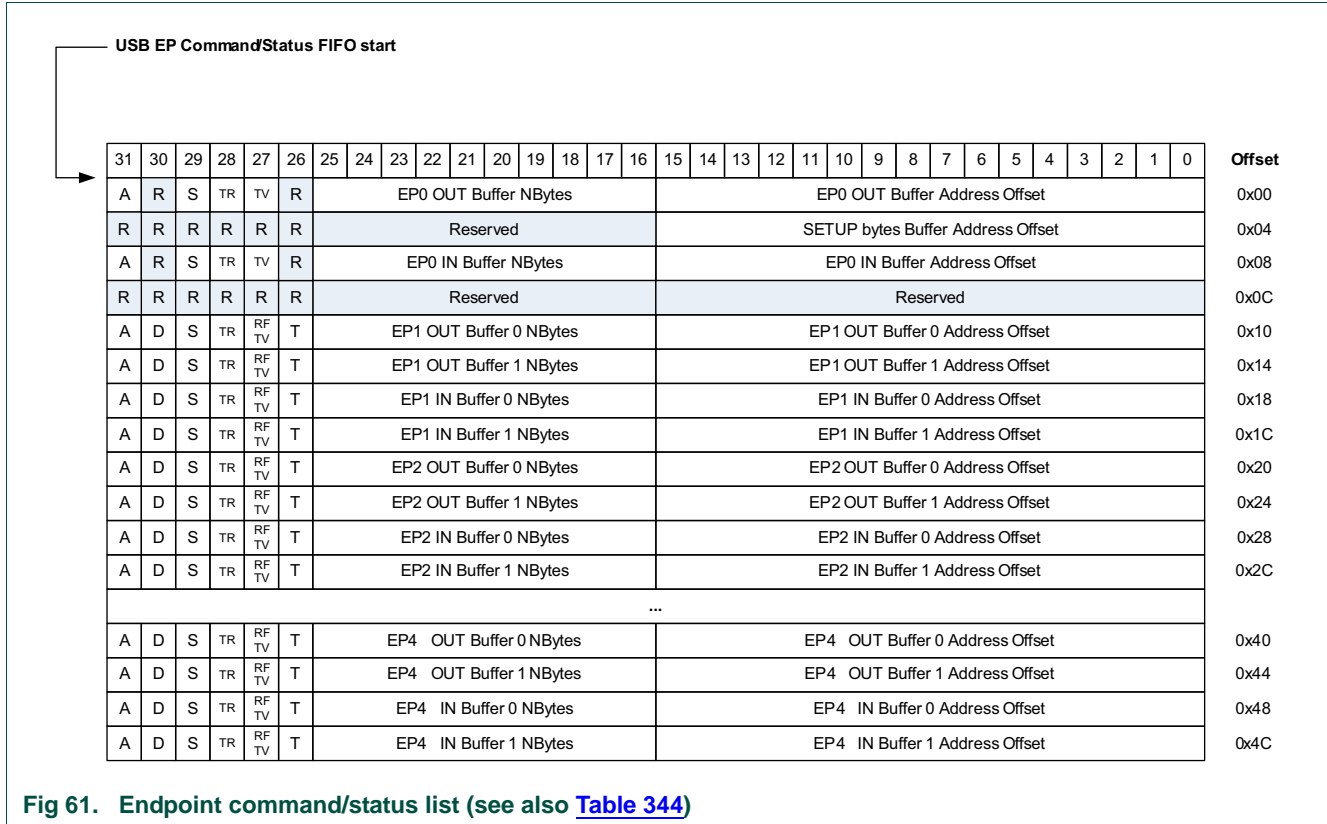 USB EP Command/Status FIFO start
31 30 29 28 27 26 25 24 23 22 21 20 19 18 17 16 15 14 13 12 11 10 9 8 7 6 5 4 3 2 1 0 Offset
A R S TR TV R EP0 OUT Buffer NBytes EP0 OUT Buffer Address Offset 0x00
R R R R R R Reserved SETUP bytes Buffer Address Offset 0x04
A R S TR TV R EP0 IN Buffer NBytes EP0 IN Buffer Address Offset 0x08
R R R R R R Reserved Reserved 0x0C
A D S TR RF TV T EP1 OUT Buffer 0 NBytes EP1 OUT Buffer 0 Address Offset 0x10
A D S TR RF TV T EP1 OUT Buffer 1 NBytes EP1 OUT Buffer 1 Address Offset 0x14
A D S TR RF TV T EP1 IN Buffer 0 NBytes EP1 IN Buffer 0 Address Offset 0x18
A D S TR RF TV T EP1 IN Buffer 1 NBytes EP1 IN Buffer 1 Address Offset 0x1C
A D S TR RF TV T EP2 OUT Buffer 0 NBytes EP2 OUT Buffer 0 Address Offset 0x20
A D S TR RF TV T EP2 OUT Buffer 1 NBytes EP2 OUT Buffer 1 Address Offset 0x24
A D S TR RF TV T EP2 IN Buffer 0 NBytes EP2 IN Buffer 0 Address Offset 0x28
A D S TR RF TV T EP2 IN Buffer 1 NBytes EP2 IN Buffer 1 Address Offset 0x2C
...
A D S TR RF TV T EP4 OUT Buffer 0 NBytes EP4 OUT Buffer 0 Address Offset 0x40
A D S TR RF TV T EP4 OUT Buffer 1 NBytes EP4 OUT Buffer 1 Address Offset 0x44
A D S TR RF TV T EP4 IN Buffer 0 NBytes EP4 IN Buffer 0 Address Offset 0x48
A D S TR RF TV T EP4 IN Buffer 1 NBytes EP4 IN Buffer 1 Address Offset 0x4C
Fig 61. Endpoint command/status list (see also Table 344)